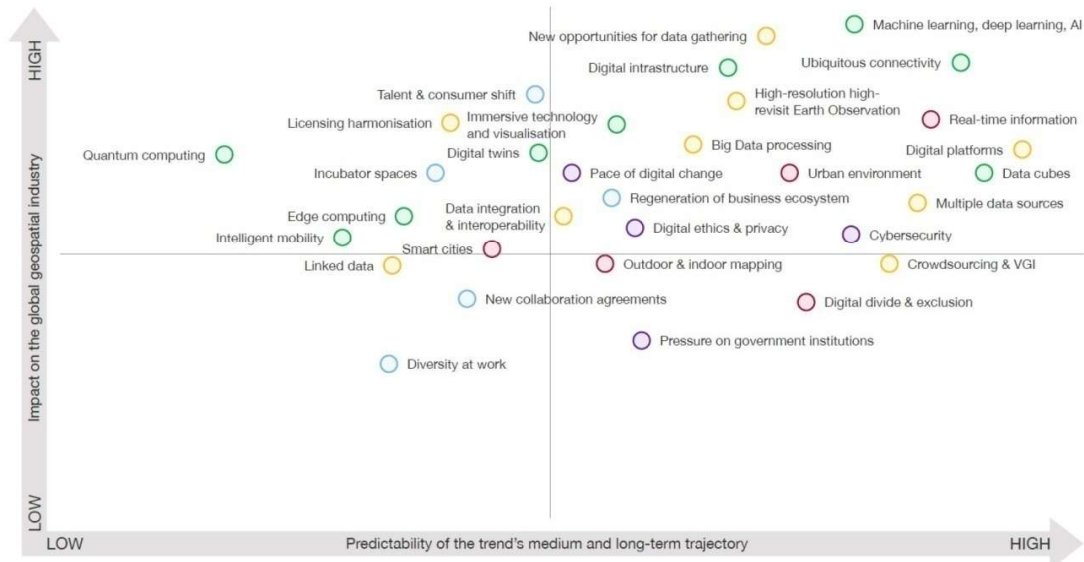 HIGH
Impact on the global geospatial industry
LOW
Machine learning, deep learning, AI
New opportunities for data gathering
Digital intrastructure
Ubiquitous connectivity
Talent & consumer shift
High-resolution high-
revisit Earth Observation
Licensing harmonisation
Immersive technology
and visualisation
Real-time information
Quantum computing
Digital twins
Big Data processing
Digital platforms
Incubator spaces
Pace of digital change
Urban environment
Data cubes
Regeneration of business ecosystem
Multiple data sources
Edge computing
Data integration
& interoperability
Digital ethics & privacy
Cybersecurity
Intelligent mobility
Smart cities
Linked data
Outdoor & indoor mapping
Crowdsourcing & VGI
New collaboration agreements
Digital divide & exclusion
Pressure on government institutions
Diversity at work
LOW
Predictability of the trend's medium and long-term trajectory
HIGH